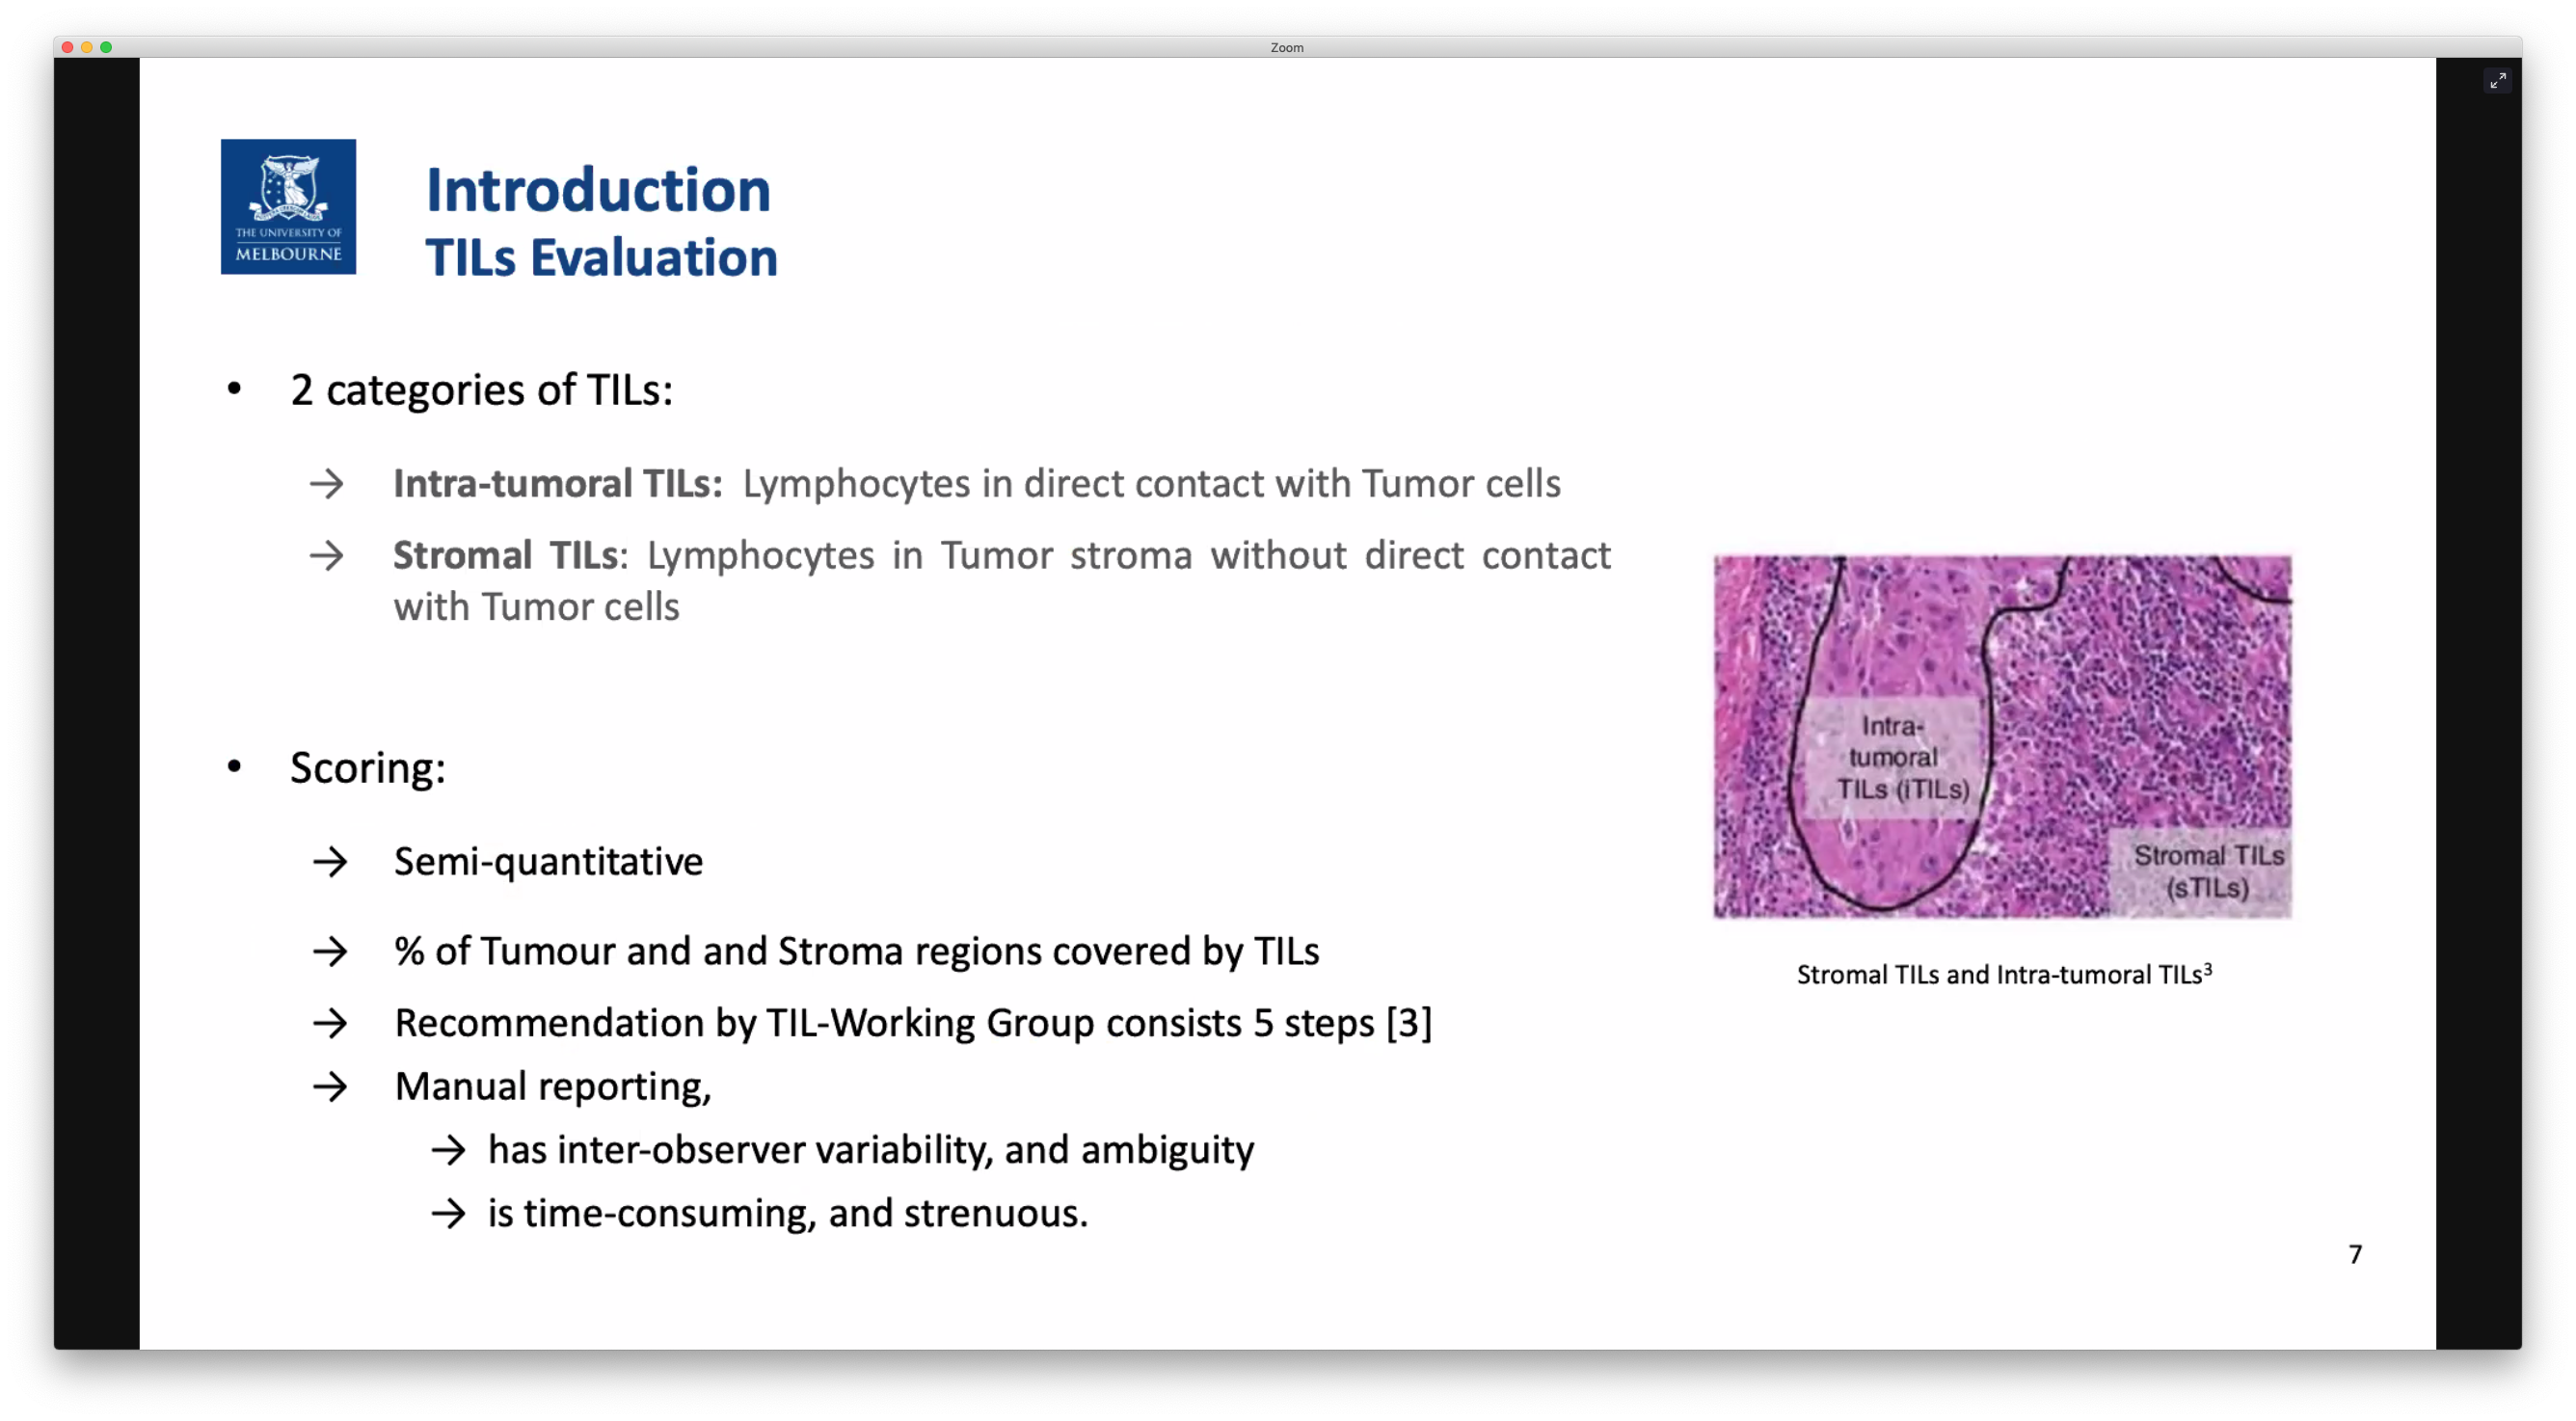 Zoom
THE UNIVERSITY OF
MELBOURNE
Introduction
TILs Evaluation
• 2 categories of TILs:
→ Intra-tumoral TILs: Lymphocytes in direct contact with Tumor cells
→ Stromal TILs: Lymphocytes in Tumor stroma without direct contact
with Tumor cells
• Scoring:
→ Semi-quantitative
→ % of Tumour and and Stroma regions covered by TILs
→ Recommendation by TIL-Working Group consists 5 steps [3]
→ Manual reporting,
→ has inter-observer variability, and ambiguity
→ is time-consuming, and strenuous.
Intra-
tumoral
TILs (iTILs)
Stromal TILs
(sTILs)
Stromal TILs and Intra-tumoral TILs³
7